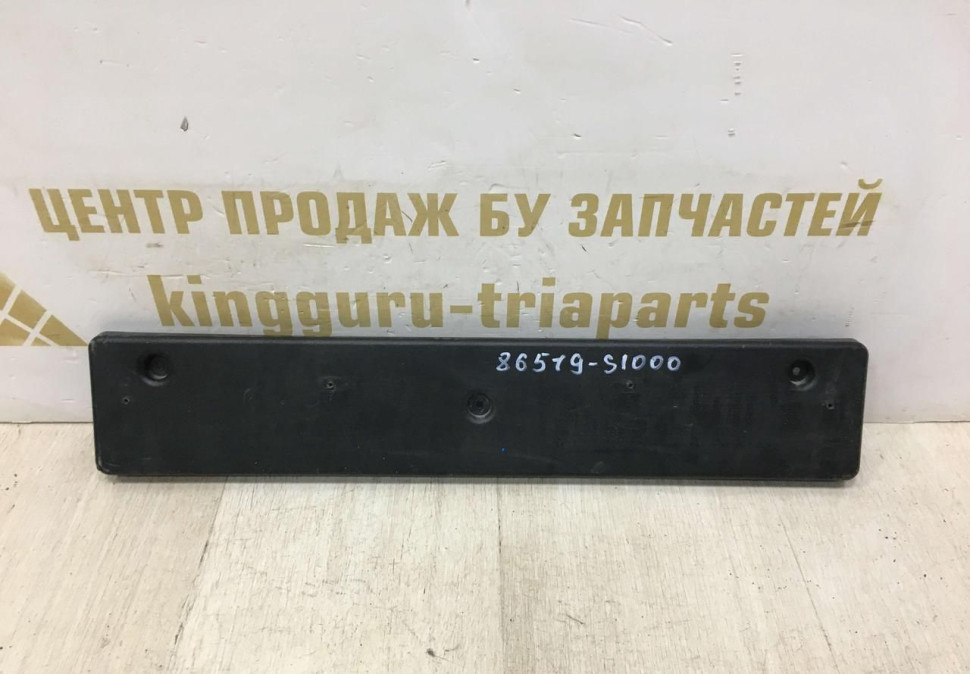 ЦЕНТР ПРОДАЖ БУ ЗАПЧАСТЕЙ
kingguru-triaparts
86519-S1000